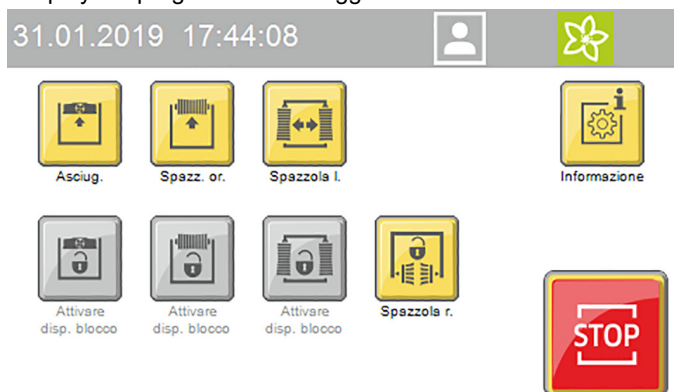 31.01.2019 17:44:08
Asciug.
Spazz. or.
Spazzola l.
Informazione
Attivare
disp. blocco
Attivare
disp. blocco
Attivare
disp. blocco
Spazzola r.
STOP